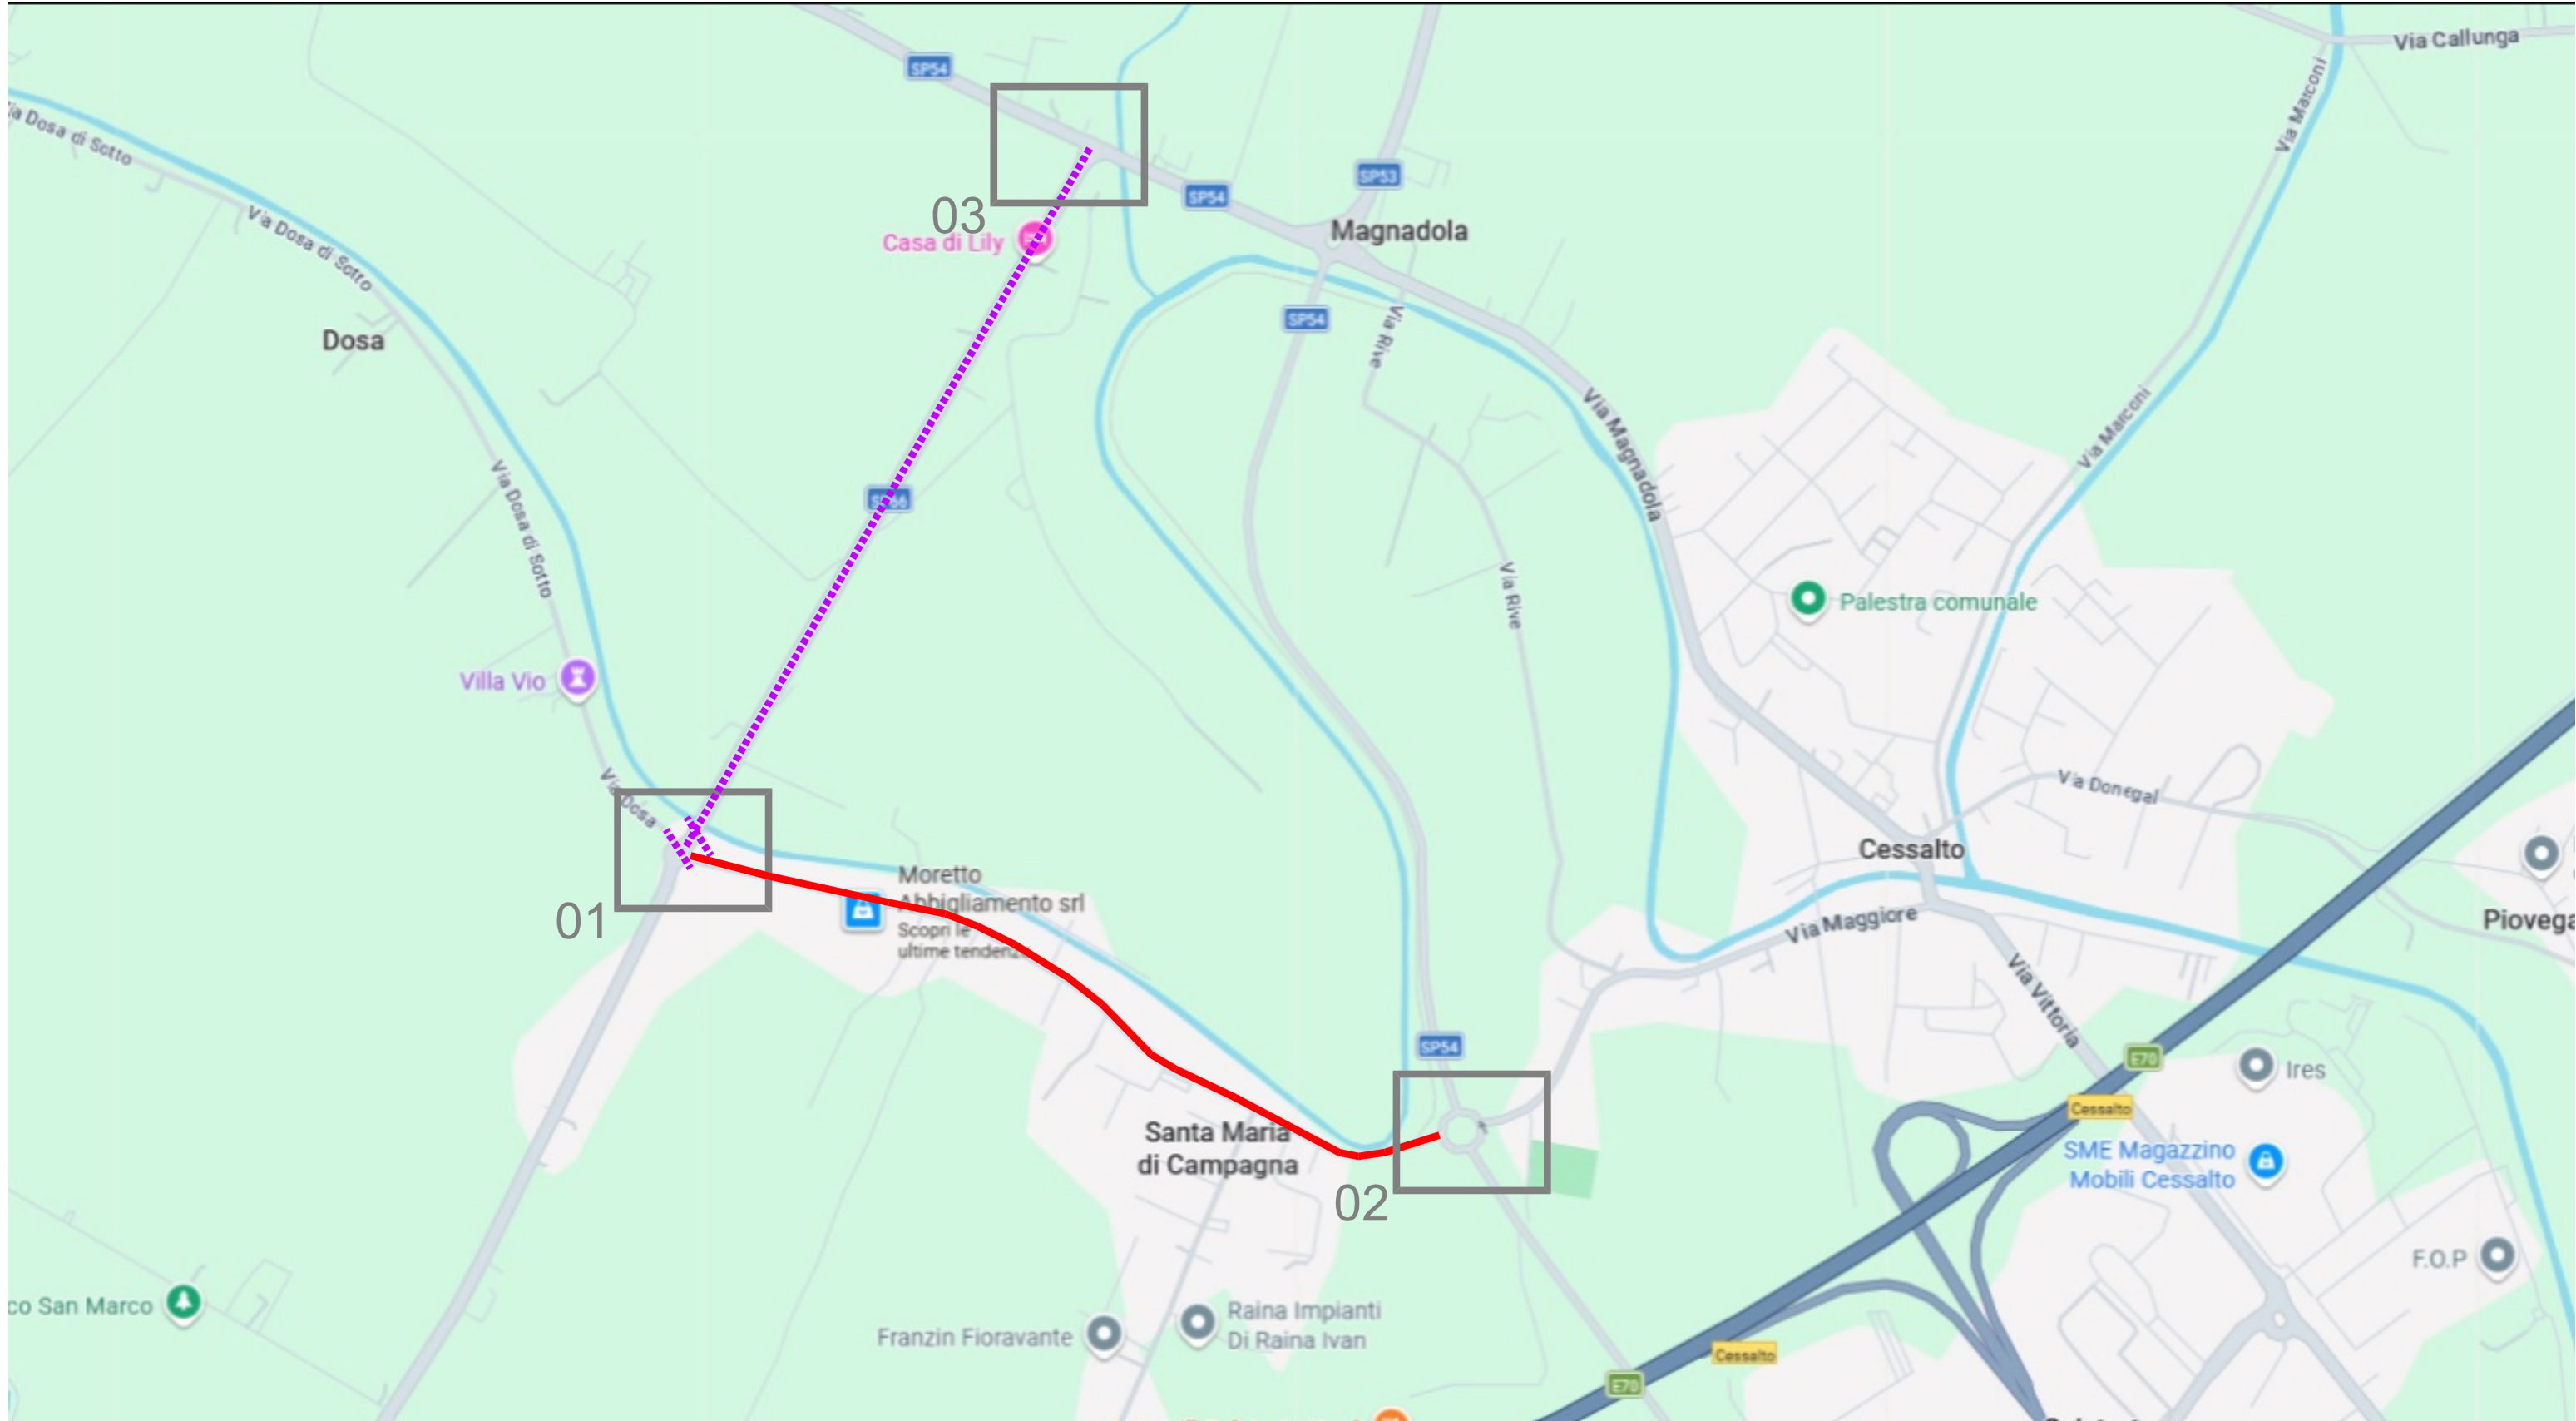 Via Callunga
SP54
Via Marconi
Via Dosa di Sotto
SP53
SP54
Via Dosa di Sotto
03
Magnadola
Casa di Lily
SP54
Via Rive
Dosa
Via Magnadola
Via Marconi
Via Dosa di Sotto
Via Rive
Palestra comunale
Villa Vio
Via Dosa
Via Donegal
Cessalto
Moretto
Abbigliamento srl
Scopri le
ultime tendenze
01
Via Maggiore
Pioveg
Via Vittoria
SP54
E70
Ires
Cessalto
Santa Maria
di Campagna
02
SME Magazzino
Mobili Cessalto
F.O.P
co San Marco
Raina Impianti
Di Raina Ivan
Franzin Fioravante
Cessalto
E70